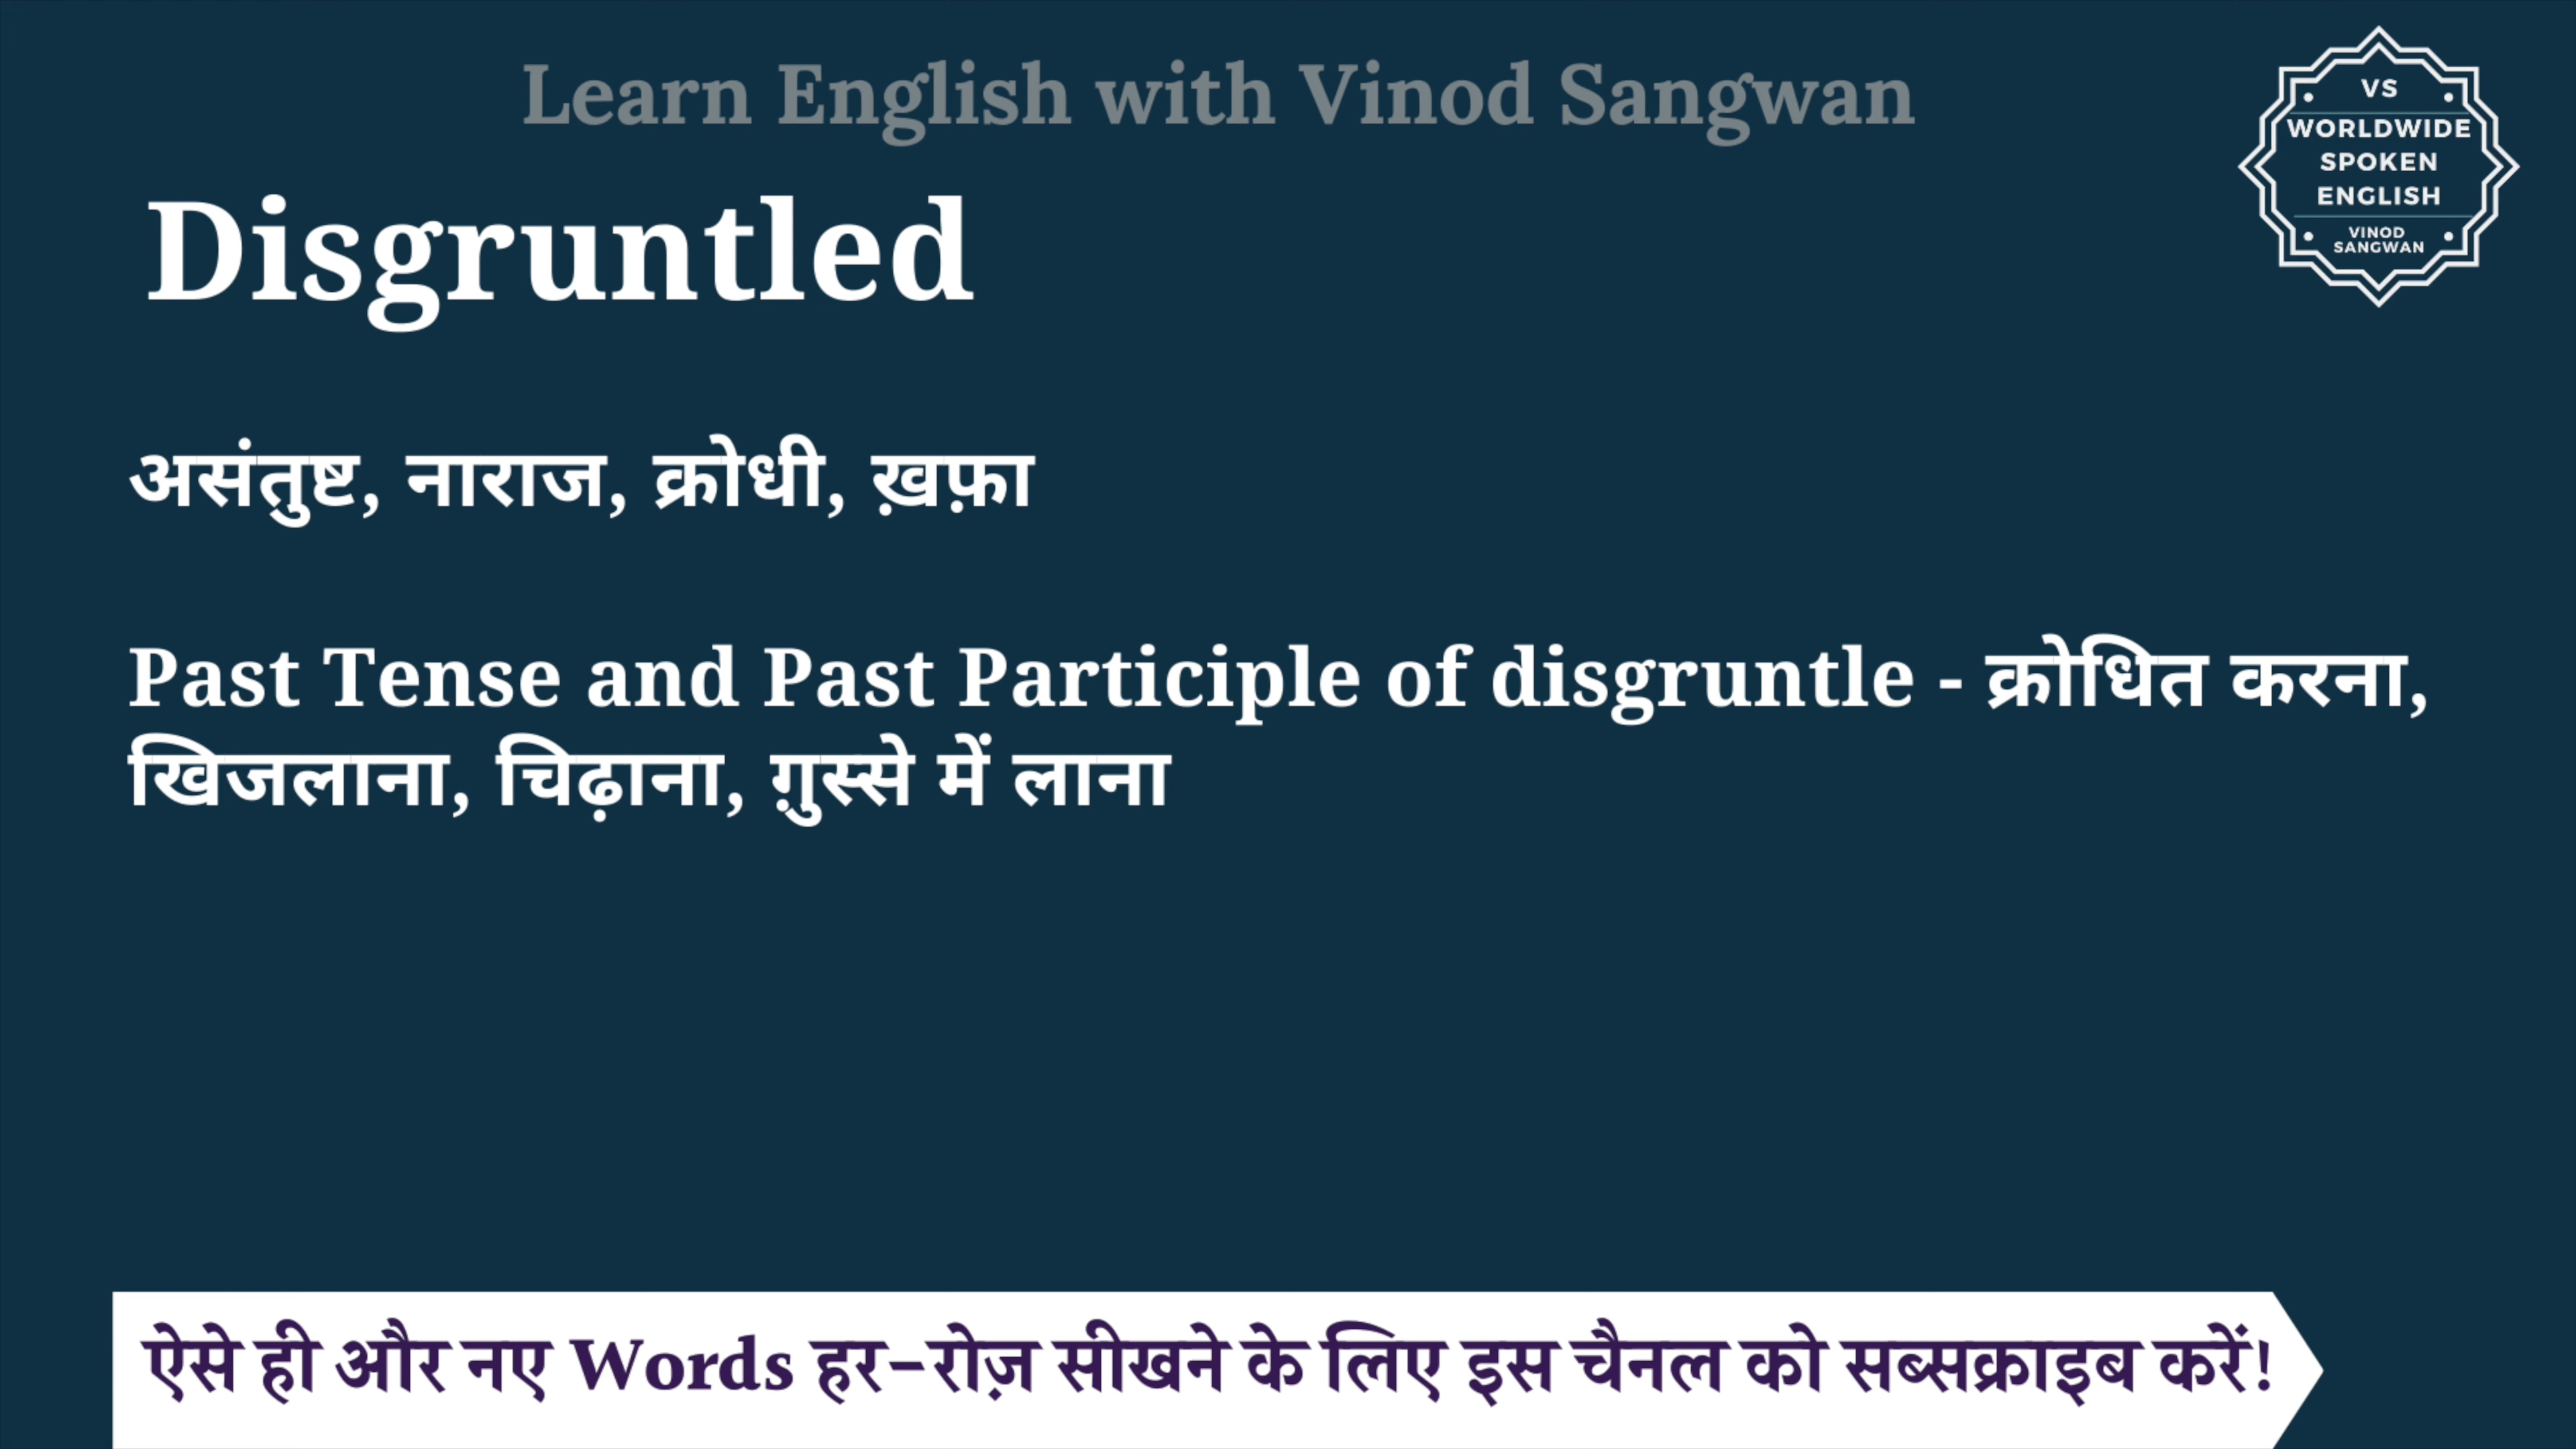 Learn English with Vinod Sangwan
VS
WORLDWIDE
SPOKEN
ENGLISH
VINOD
SANGWAN
Disgruntled
असंतुष्ट, नाराज, क्रोधी, ख़फ़ा
Past Tense and Past Participle of disgruntle - क्रोधित करना,
खिजलाना, चिढ़ाना, ग़ुस्से में लाना
ऐसे ही और नए Words हर-रोज़ सीखने के लिए इस चैनल को सब्सक्राइब करें!